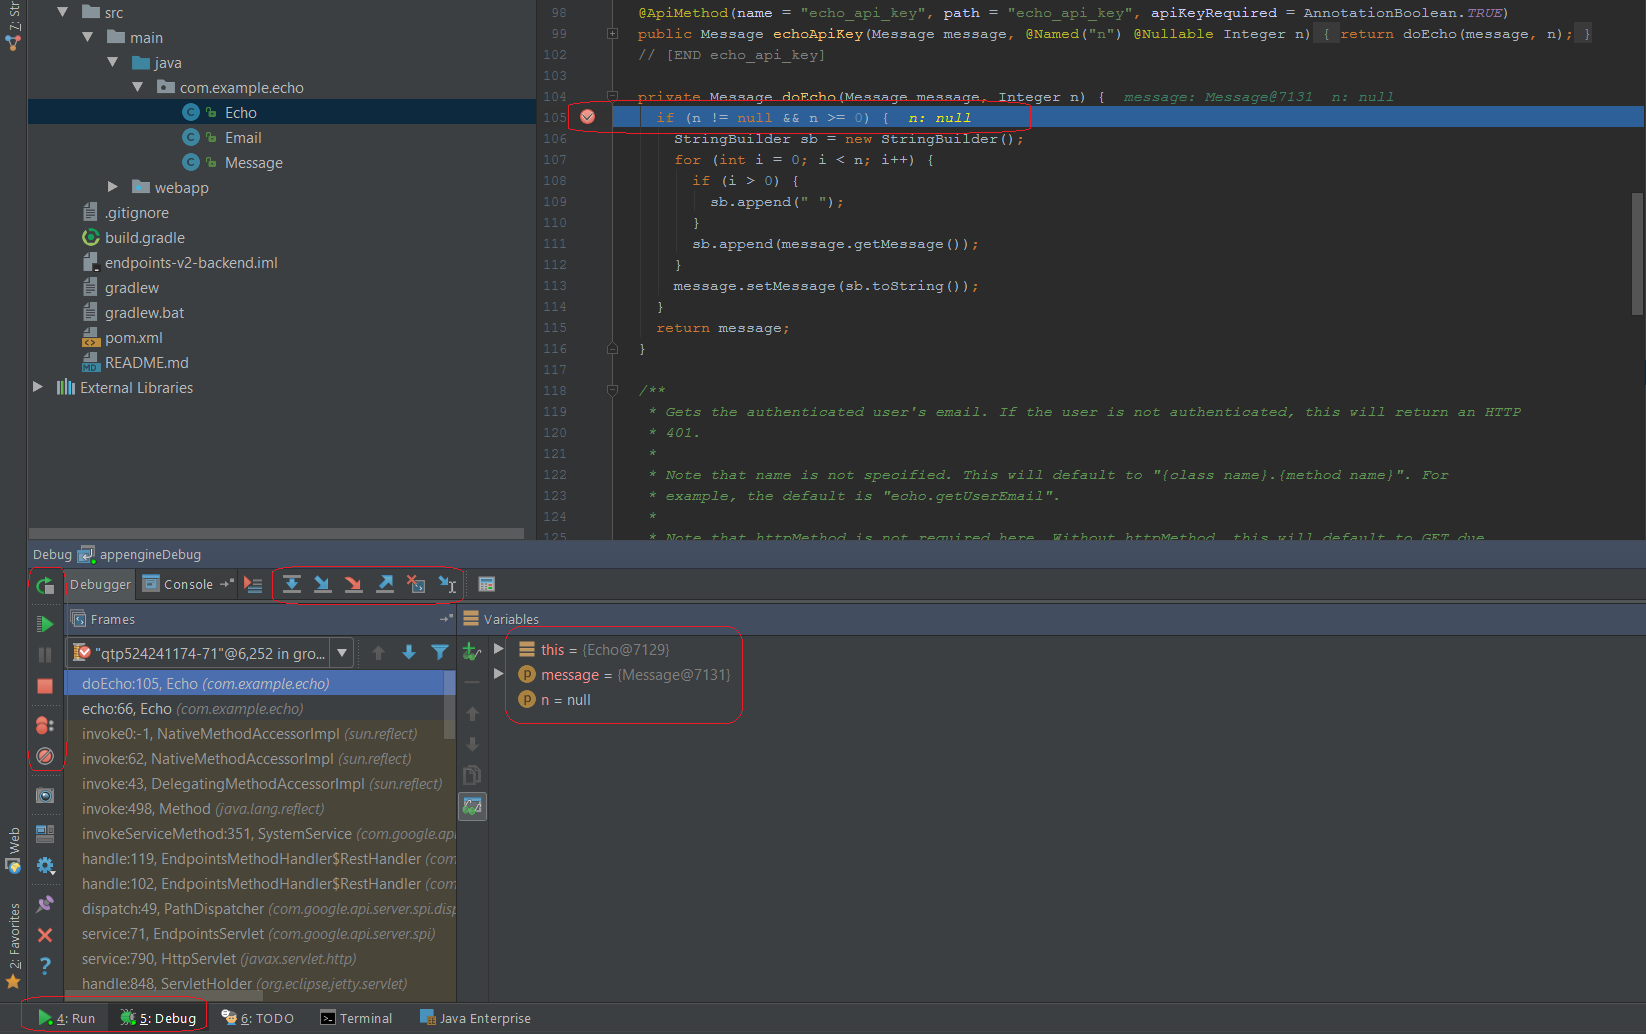 7: Str
src
main
java
com.example.echo
C Echo
C Email
C Message
webapp
.gitignore
build.gradle
endpoints-v2-backend.iml
gradlew
gradlew.bat
pom.xml
MD README.md
External Libraries
98 @ApiMethod(name = "echo_api_key", path = "echo_api_key", apiKeyRequired = AnnotationBoolean.TRUE)
99 public Message echoApiKey(Message message, @Named("n") @Nullable Integer n) { return doEcho(message, n); }
102 // [END echo_api_key]
103
104 private Message doEcho(Message message, Integer n) { message: Message@7131 n: null
105 if (n != null && n >= 0) { n: null
106 StringBuilder sb = new StringBuilder();
107 for (int i = 0; i < n; i++) {
108 if (i > 0) {
109 sb.append(" ");
110 }
111 sb.append(message.getMessage());
112 }
113 message.setMessage(sb.toString());
114 }
115 return message;
116 }
117
118 /**
119 * Gets the authenticated user's email. If the user is not authenticated, this will return an HTTP
120 * 401.
121 *
122 * Note that name is not specified. This will default to "{class name}.{method name}". For
123 * example, the default is "echo.getUserEmail".
124 *
125 * Note that httpMethod is not required here. Without httpMethod, this will default to GET due
Debug appengineDebug
Debugger Console
Frames
Variables
"qtp524241174-71"@6,252 in gro...
doEcho:105, Echo (com.example.echo)
echo:66, Echo (com.example.echo)
invoke0:-1, NativeMethodAccessorImpl (sun.reflect)
invoke:62, NativeMethodAccessorImpl (sun.reflect)
invoke:43, DelegatingMethodAccessorImpl (sun.reflect)
invoke:498, Method (java.lang.reflect)
invokeServiceMethod:351, SystemService (com.google.api
handle:119, EndpointsMethodHandler$RestHandler (com
handle:102, EndpointsMethodHandler$RestHandler (com
dispatch:49, PathDispatcher (com.google.api.server.spi.disp
service:71, EndpointsServlet (com.google.api.server.spi)
service:790, HttpServlet (javax.servlet.http)
handle:848, ServletHolder (org.eclipse.jetty.servlet)
this = {Echo@7129}
p message = {Message@7131}
p n = null
Web
2: Favorites
4: Run 5: Debug 6: TODO Terminal Java Enterprise